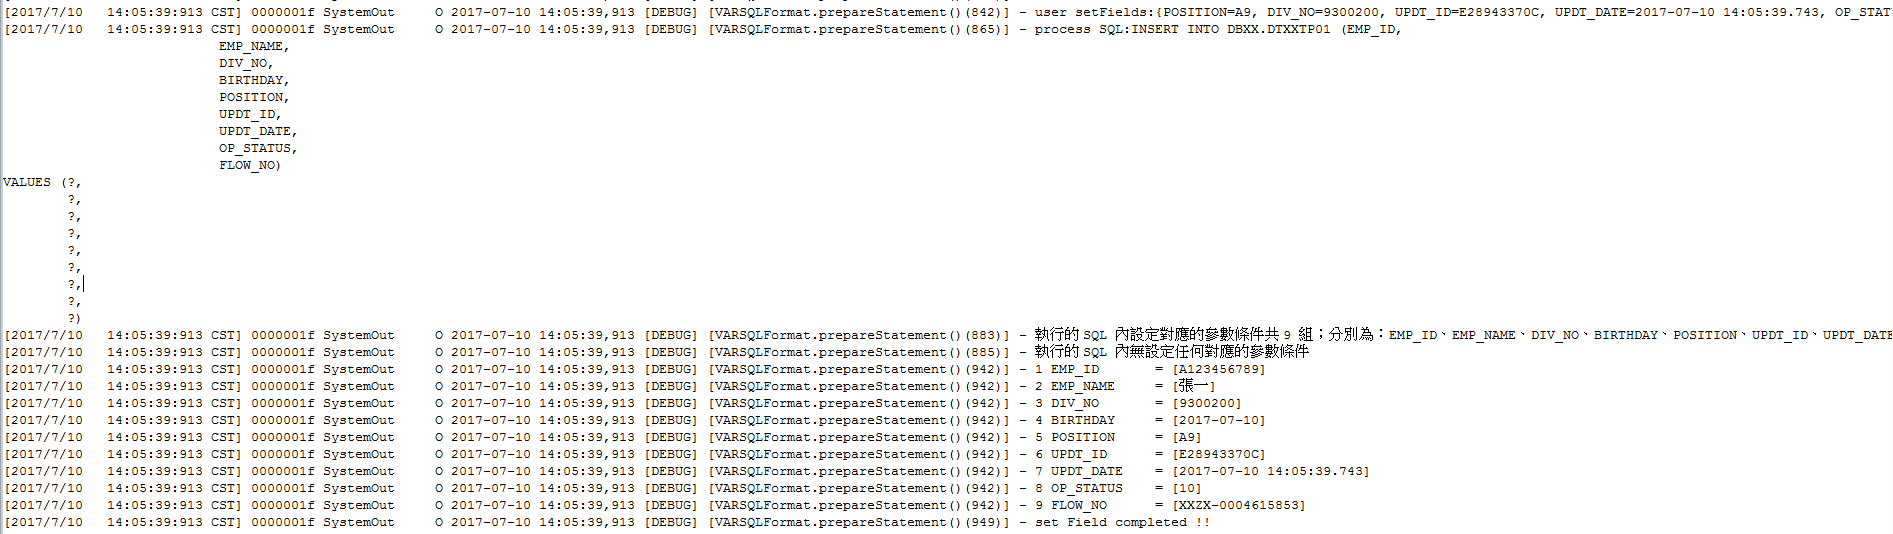 [2017/7/10   14:05:39:913 CST] 0000001f SystemOut     O 2017-07-10 14:05:39,913 [DEBUG] [VARSQLFormat.prepareStatement()(842)] - user setFields:{POSITION=A9, DIV_NO=9300200, UPDT_ID=E28943370C, UPDT_DATE=2017-07-10 14:05:39.743, OP_STAT
[2017/7/10   14:05:39:913 CST] 0000001f SystemOut     O 2017-07-10 14:05:39,913 [DEBUG] [VARSQLFormat.prepareStatement()(865)] - process SQL:INSERT INTO DBXX.DTXXTP01 (EMP_ID,
EMP_NAME,
DIV_NO,
BIRTHDAY,
POSITION,
UPDT_ID,
UPDT_DATE,
OP_STATUS,
FLOW_NO)
VALUES (?,
?,
?,
?,
?,
?,
?,
?,
?)
[2017/7/10   14:05:39:913 CST] 0000001f SystemOut     O 2017-07-10 14:05:39,913 [DEBUG] [VARSQLFormat.prepareStatement()(883)] - 執行的 SQL 內設定對應的參數條件共 9 組；分別為：EMP_ID、EMP_NAME、DIV_NO、BIRTHDAY、POSITION、UPDT_ID、UPDT_DATE
[2017/7/10   14:05:39:913 CST] 0000001f SystemOut     O 2017-07-10 14:05:39,913 [DEBUG] [VARSQLFormat.prepareStatement()(885)] - 執行的 SQL 內無設定任何對應的參數條件
[2017/7/10   14:05:39:913 CST] 0000001f SystemOut     O 2017-07-10 14:05:39,913 [DEBUG] [VARSQLFormat.prepareStatement()(942)] - 1 EMP_ID       = [A123456789]
[2017/7/10   14:05:39:913 CST] 0000001f SystemOut     O 2017-07-10 14:05:39,913 [DEBUG] [VARSQLFormat.prepareStatement()(942)] - 2 EMP_NAME     = [張一]
[2017/7/10   14:05:39:913 CST] 0000001f SystemOut     O 2017-07-10 14:05:39,913 [DEBUG] [VARSQLFormat.prepareStatement()(942)] - 3 DIV_NO       = [9300200]
[2017/7/10   14:05:39:913 CST] 0000001f SystemOut     O 2017-07-10 14:05:39,913 [DEBUG] [VARSQLFormat.prepareStatement()(942)] - 4 BIRTHDAY     = [2017-07-10]
[2017/7/10   14:05:39:913 CST] 0000001f SystemOut     O 2017-07-10 14:05:39,913 [DEBUG] [VARSQLFormat.prepareStatement()(942)] - 5 POSITION     = [A9]
[2017/7/10   14:05:39:913 CST] 0000001f SystemOut     O 2017-07-10 14:05:39,913 [DEBUG] [VARSQLFormat.prepareStatement()(942)] - 6 UPDT_ID      = [E28943370C]
[2017/7/10   14:05:39:913 CST] 0000001f SystemOut     O 2017-07-10 14:05:39,913 [DEBUG] [VARSQLFormat.prepareStatement()(942)] - 7 UPDT_DATE    = [2017-07-10 14:05:39.743]
[2017/7/10   14:05:39:913 CST] 0000001f SystemOut     O 2017-07-10 14:05:39,913 [DEBUG] [VARSQLFormat.prepareStatement()(942)] - 8 OP_STATUS    = [10]
[2017/7/10   14:05:39:913 CST] 0000001f SystemOut     O 2017-07-10 14:05:39,913 [DEBUG] [VARSQLFormat.prepareStatement()(942)] - 9 FLOW_NO      = [XXZX-0004615853]
[2017/7/10   14:05:39:913 CST] 0000001f SystemOut     O 2017-07-10 14:05:39,913 [DEBUG] [VARSQLFormat.prepareStatement()(949)] - set Field completed !!